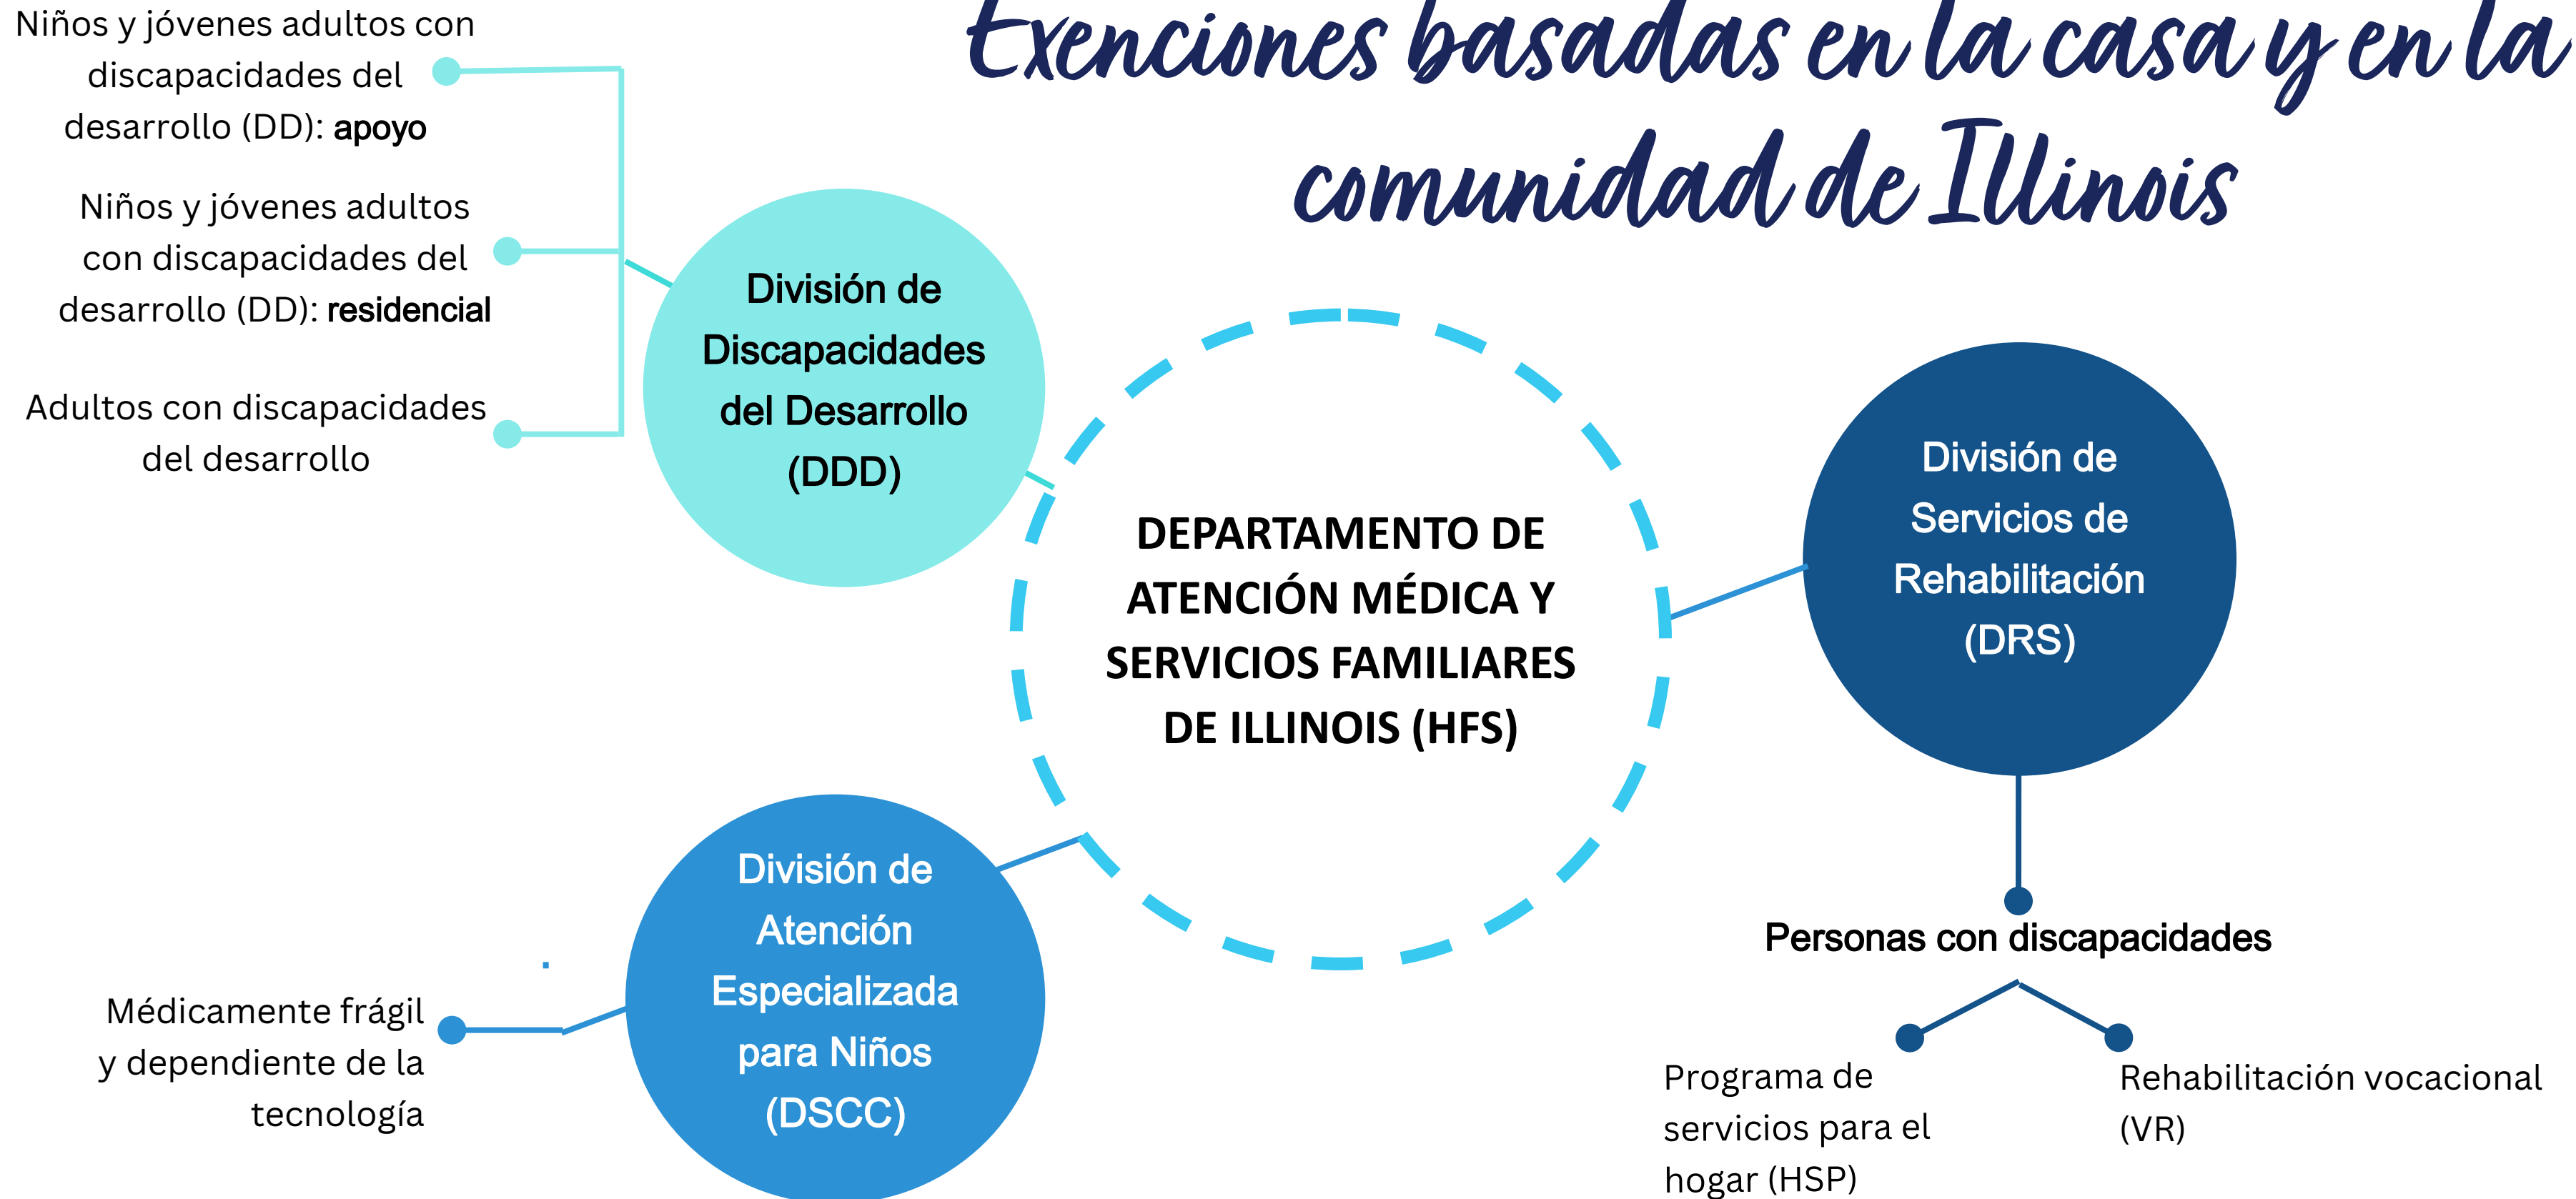 Exenciones basadas en la casa y en la
comunidad de Illinois
Niños y jóvenes adultos con
discapacidades del
desarrollo (DD): apoyo
Niños y jóvenes adultos
con discapacidades del
desarrollo (DD): residencial
Adultos con discapacidades
del desarrollo
División de
Discapacidades
del Desarrollo
(DDD)
DEPARTAMENTO DE
ATENCIÓN MÉDICA Y
SERVICIOS FAMILIARES
DE ILLINOIS (HFS)
División de
Servicios de
Rehabilitación
(DRS)
Personas con discapacidades
Programa de
servicios para el
hogar (HSP)
Rehabilitación vocacional
(VR)
División de
Atención
Especializada
para Niños
(DSCC)
Médicamente frágil
y dependiente de la
tecnología